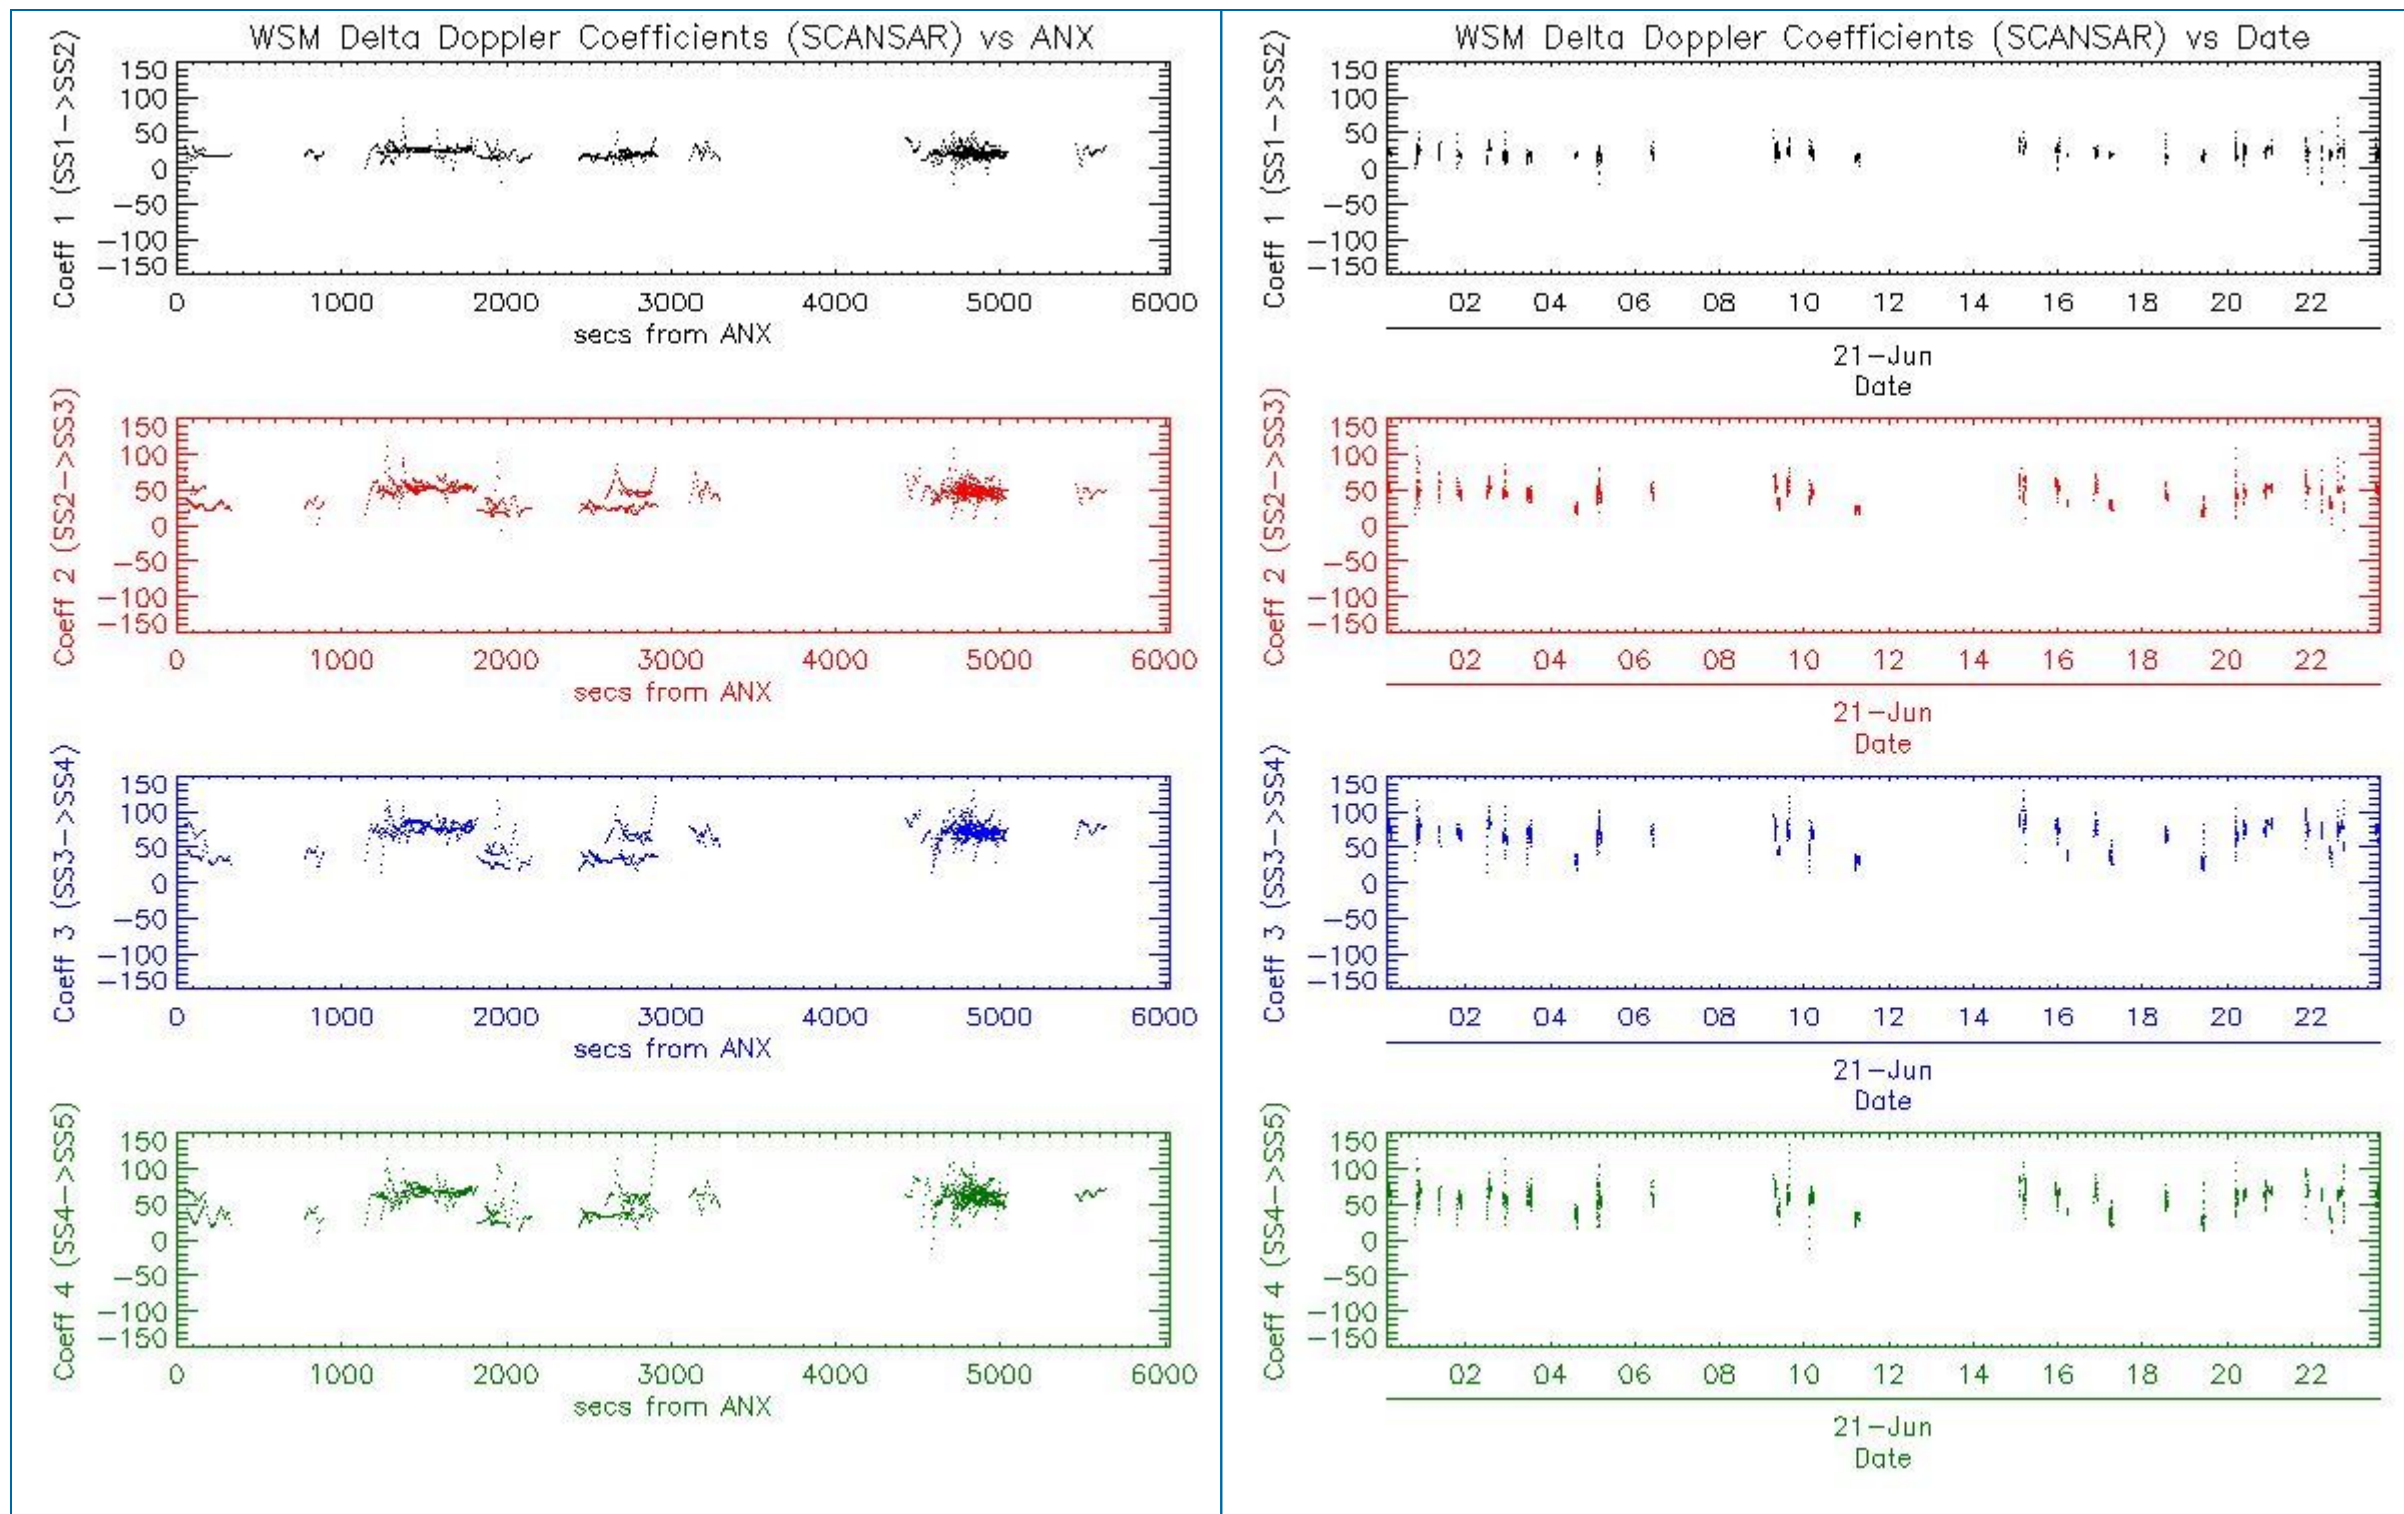 WSM Delta Doppler Coefficients (SCANSAR) vs ANX
Coeff 1 (SS1->SS2)
150
100
50
0
-50
-100
-150
0 1000 2000 3000 4000 5000 6000
secs from ANX
Coeff 2 (SS2->SS3)
150
100
50
0
-50
-100
-150
0 1000 2000 3000 4000 5000 6000
secs from ANX
Coeff 3 (SS3->SS4)
150
100
50
0
-50
-100
-150
0 1000 2000 3000 4000 5000 6000
secs from ANX
Coeff 4 (SS4->SS5)
150
100
50
0
-50
-100
-150
0 1000 2000 3000 4000 5000 6000
secs from ANX
WSM Delta Doppler Coefficients (SCANSAR) vs Date
Coeff 1 (SS1->SS2)
150
100
50
0
-50
-100
-150
02 04 06 08 10 12 14 16 18 20 22
21-Jun
Date
Coeff 2 (SS2->SS3)
150
100
50
0
-50
-100
-150
02 04 06 08 10 12 14 16 18 20 22
21-Jun
Date
Coeff 3 (SS3->SS4)
150
100
50
0
-50
-100
-150
02 04 06 08 10 12 14 16 18 20 22
21-Jun
Date
Coeff 4 (SS4->SS5)
150
100
50
0
-50
-100
-150
02 04 06 08 10 12 14 16 18 20 22
21-Jun
Date